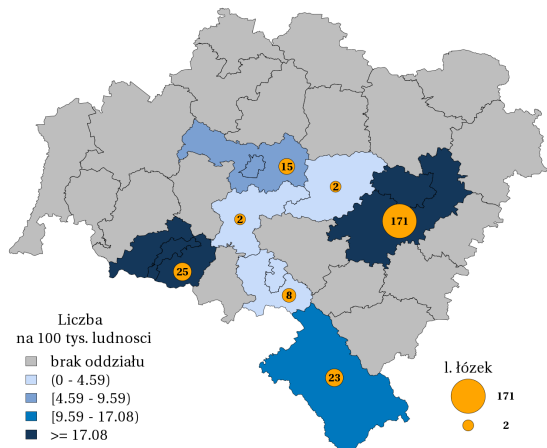 15
2
171
2
25
8
23
Liczba
na 100 tys. ludnosci
brak oddziału
(0 - 4.59)
[4.59 - 9.59)
[9.59 - 17.08)
>= 17.08
l. łózek
171
2